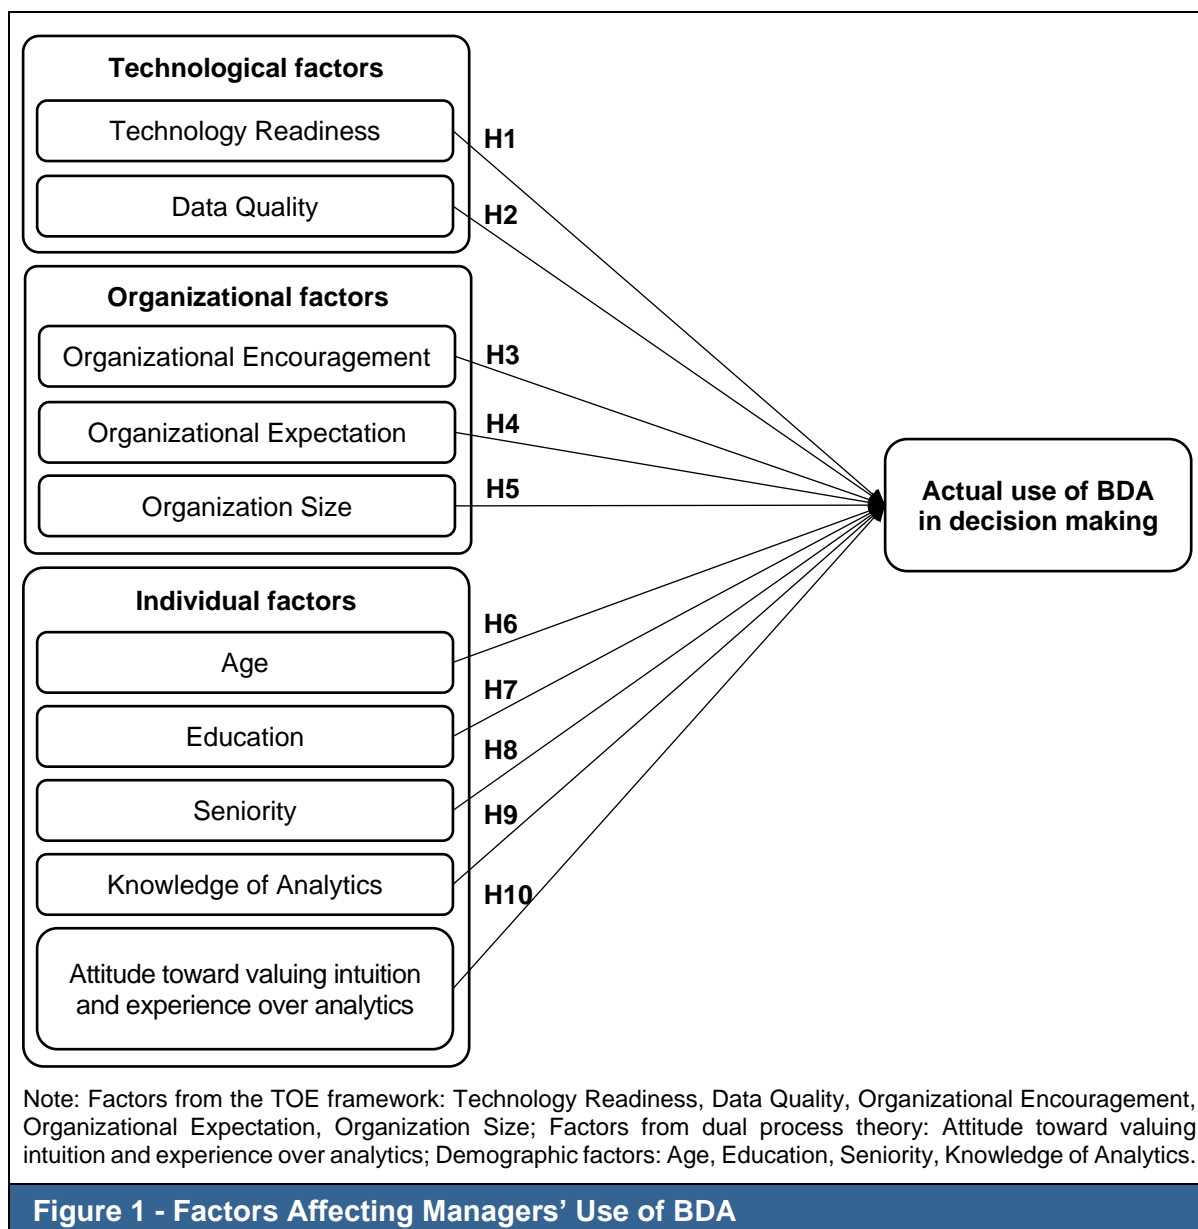 Technological factors
Technology Readiness
H1
Data Quality
H2
Organizational factors
Organizational Encouragement
H3
Organizational Expectation
H4
Organization Size
H5
Actual use of BDA
in decision making
Individual factors
Age
H6
Education
H7
Seniority
H8
Knowledge of Analytics
H9
Attitude toward valuing intuition
and experience over analytics
H10
Note: Factors from the TOE framework: Technology Readiness, Data Quality, Organizational Encouragement,
Organizational Expectation, Organization Size; Factors from dual process theory: Attitude toward valuing
intuition and experience over analytics; Demographic factors: Age, Education, Seniority, Knowledge of Analytics.
Figure 1 - Factors Affecting Managers’ Use of BDA